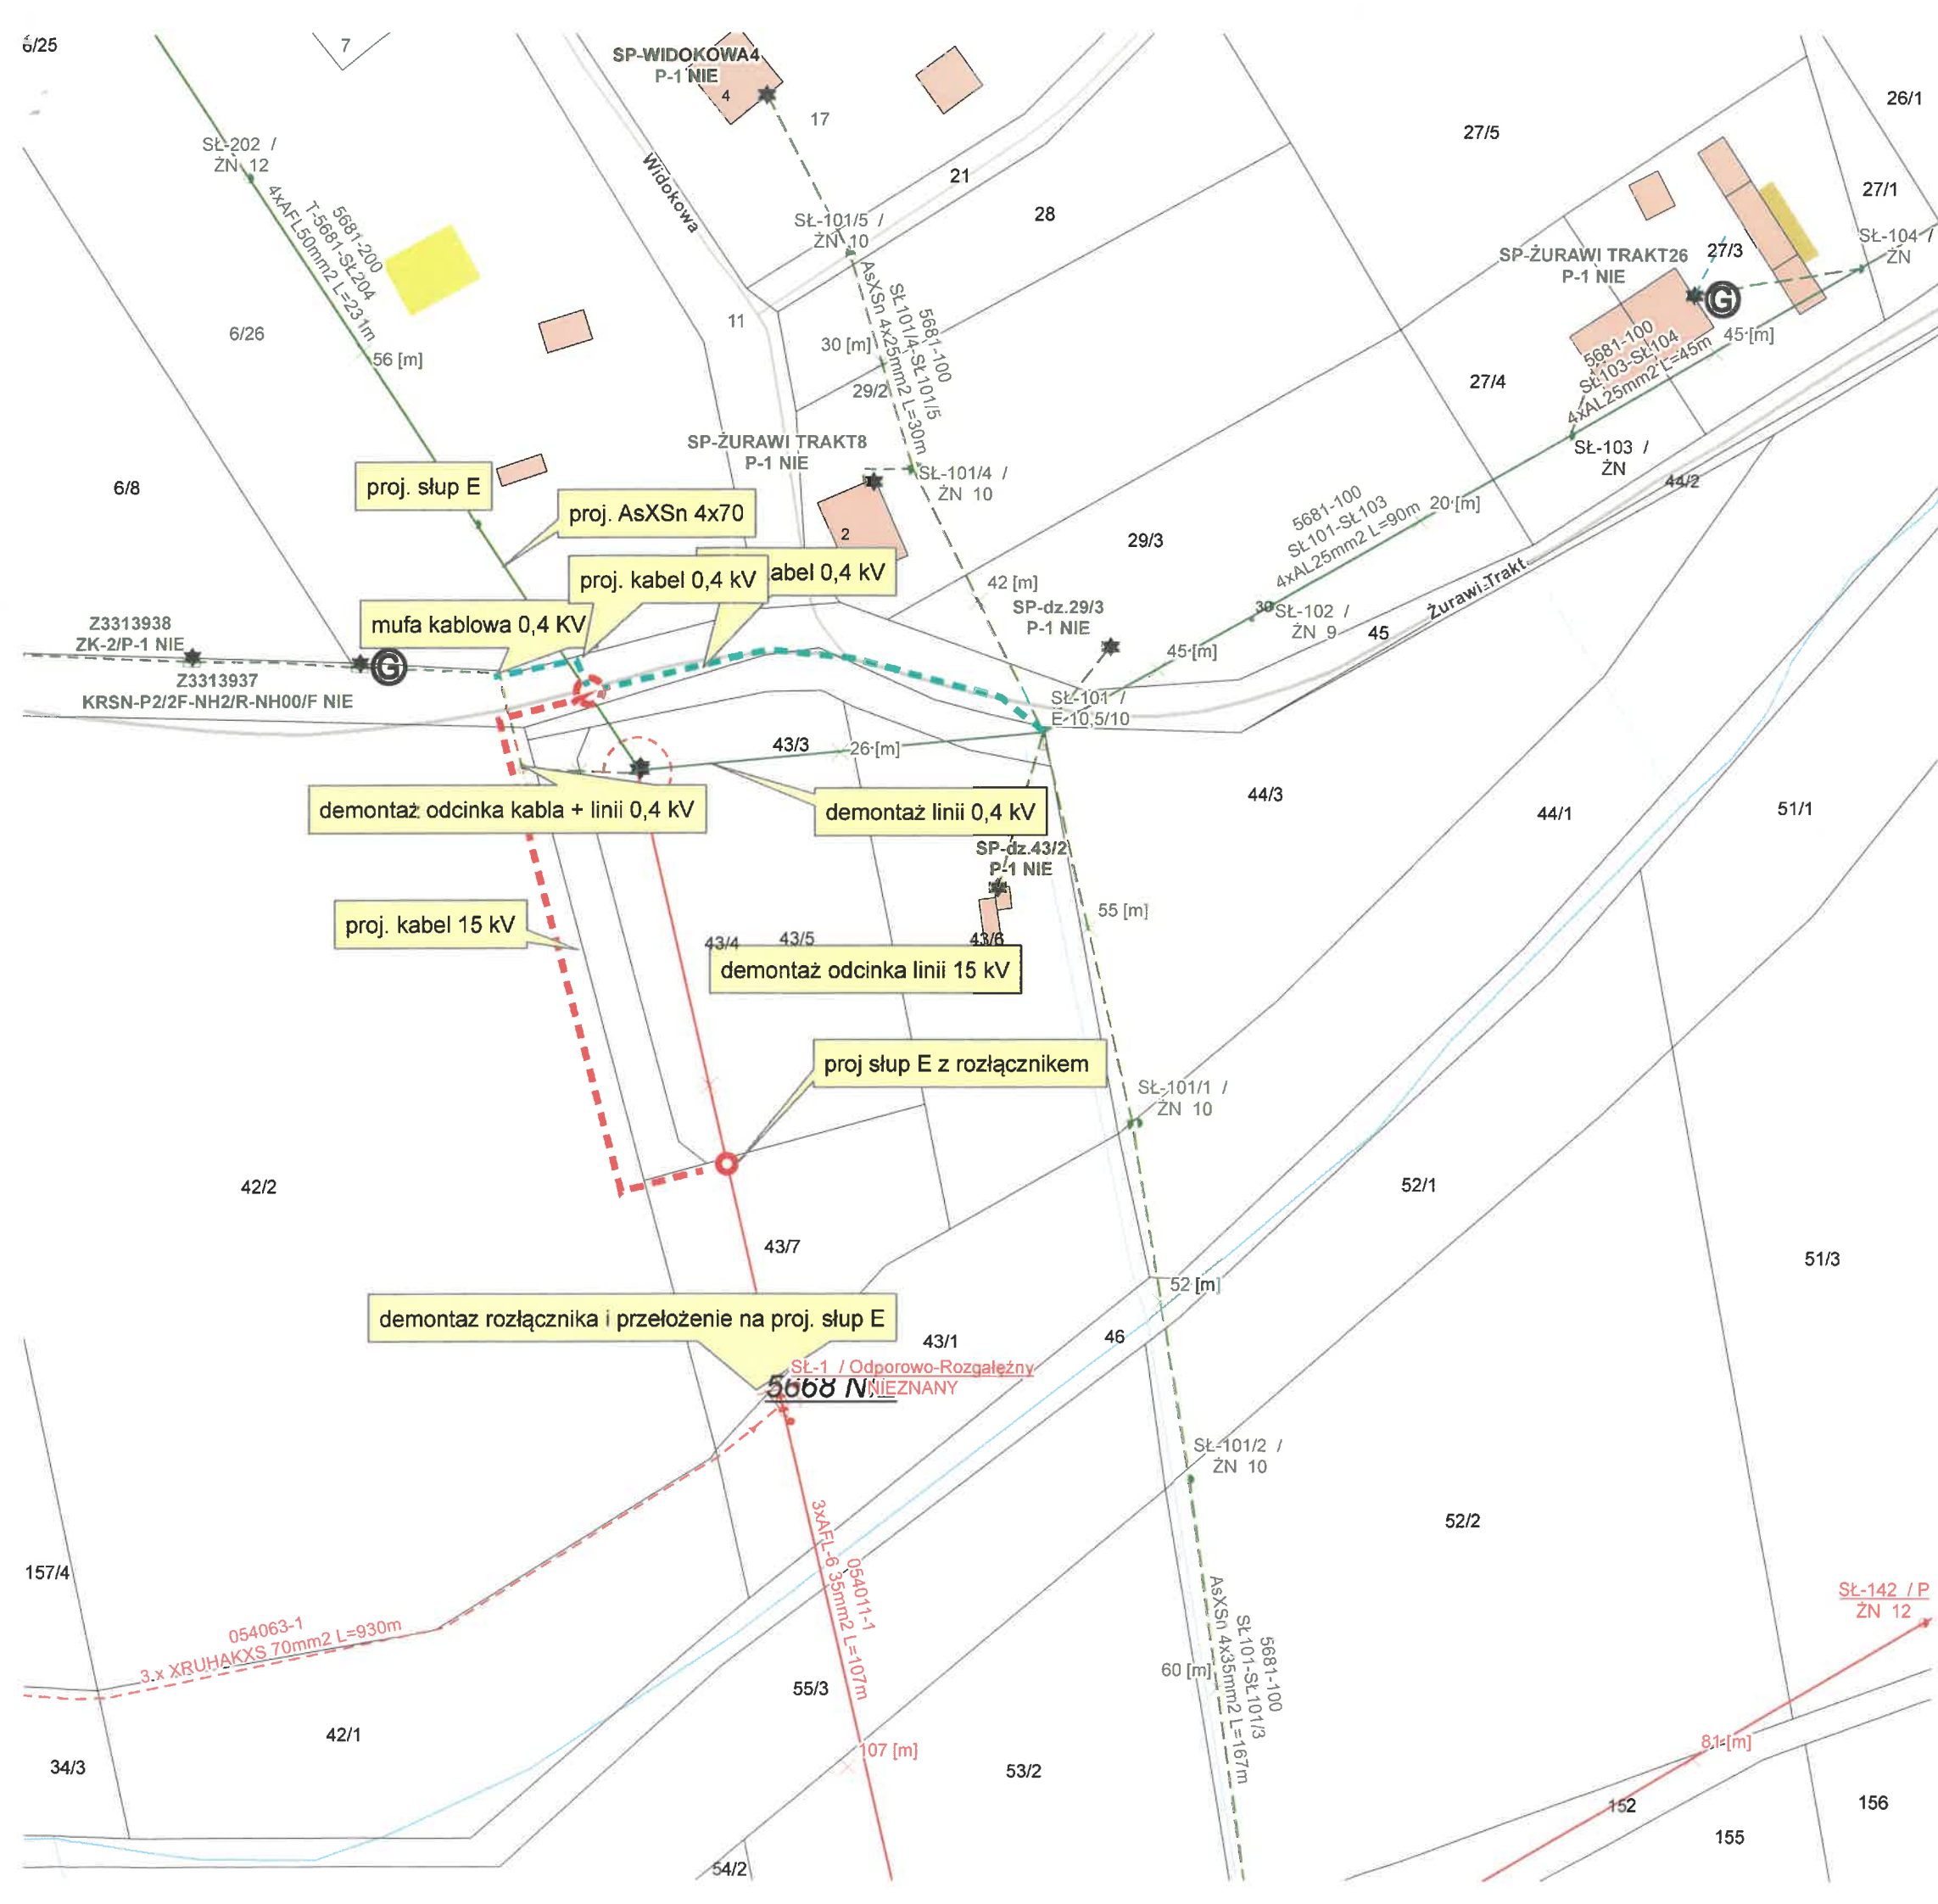 6/25
7
SP-WIDOKOWA4
P-1 NIE
4
17
26/1
27/5
SŁ-202 /
ŻN 12
Widokowa
21
27/1
28
SŁ-101/5 /
ŻN 10
SŁ-104 /
ŻN
SP-ŻURAWI TRAKT26
P-1 NIE
27/3
G
5681-200
T-5681-SŁ204
4xAFL50mm2 L=231m
6/26
11
56 [m]
30 [m]
5681-100
SŁ101/4-SŁ101/5
AsXSn 4x25mm2 L=30m
29/2
45 [m]
5681-100
SŁ103-SŁ104
4xAL25mm2 L=45m
27/4
SP-ŻURAWI TRAKT8
P-1 NIE
SŁ-103 /
ŻN
44/2
SŁ-101/4 /
ŻN 10
6/8
proj. słup E
proj. AsXSn 4x70
2
5681-100
SŁ101-SŁ103
4xAL25mm2 L=90m
20 [m]
29/3
proj. kabel 0,4 kV
abel 0,4 kV
42 [m]
Żurawi Trakt
SP-dz.29/3
P-1 NIE
30
SŁ-102 /
ŻN 9
45
mufa kablowa 0,4 KV
Z3313938
ZK-2/P-1 NIE
G
Z3313937
KRSN-P2/2F-NH2/R-NH00/F NIE
45 [m]
SŁ-101 /
E 10,5/10
43/3
26 [m]
demontaż odcinka kabla + linii 0,4 kV
demontaż linii 0,4 kV
44/3
44/1
51/1
SP-dz.43/2
P-1 NIE
proj. kabel 15 kV
55 [m]
43/4
43/5
43/6
demontaż odcinka linii 15 kV
proj słup E z rozłącznikem
SŁ-101/1 /
ŻN 10
42/2
52/1
43/7
51/3
52 [m]
demontaz rozłącznika i przełożenie na proj. słup E
43/1
46
SŁ-1 / Odporowo-Rozgałęźny
NIEZNANY
5668
SŁ-101/2 /
ŻN 10
52/2
157/4
054011-1
3xAFL-6 35mm2 L=107m
SŁ-142 / P
ŻN 12
054063-1
3 x XRUHAKXS 70mm2 L=930m
5681-100
SŁ101-SŁ101/3
AsXSn 4x35mm2 L=167m
60 [m]
55/3
42/1
34/3
107 [m]
53/2
81 [m]
152
156
155
54/2